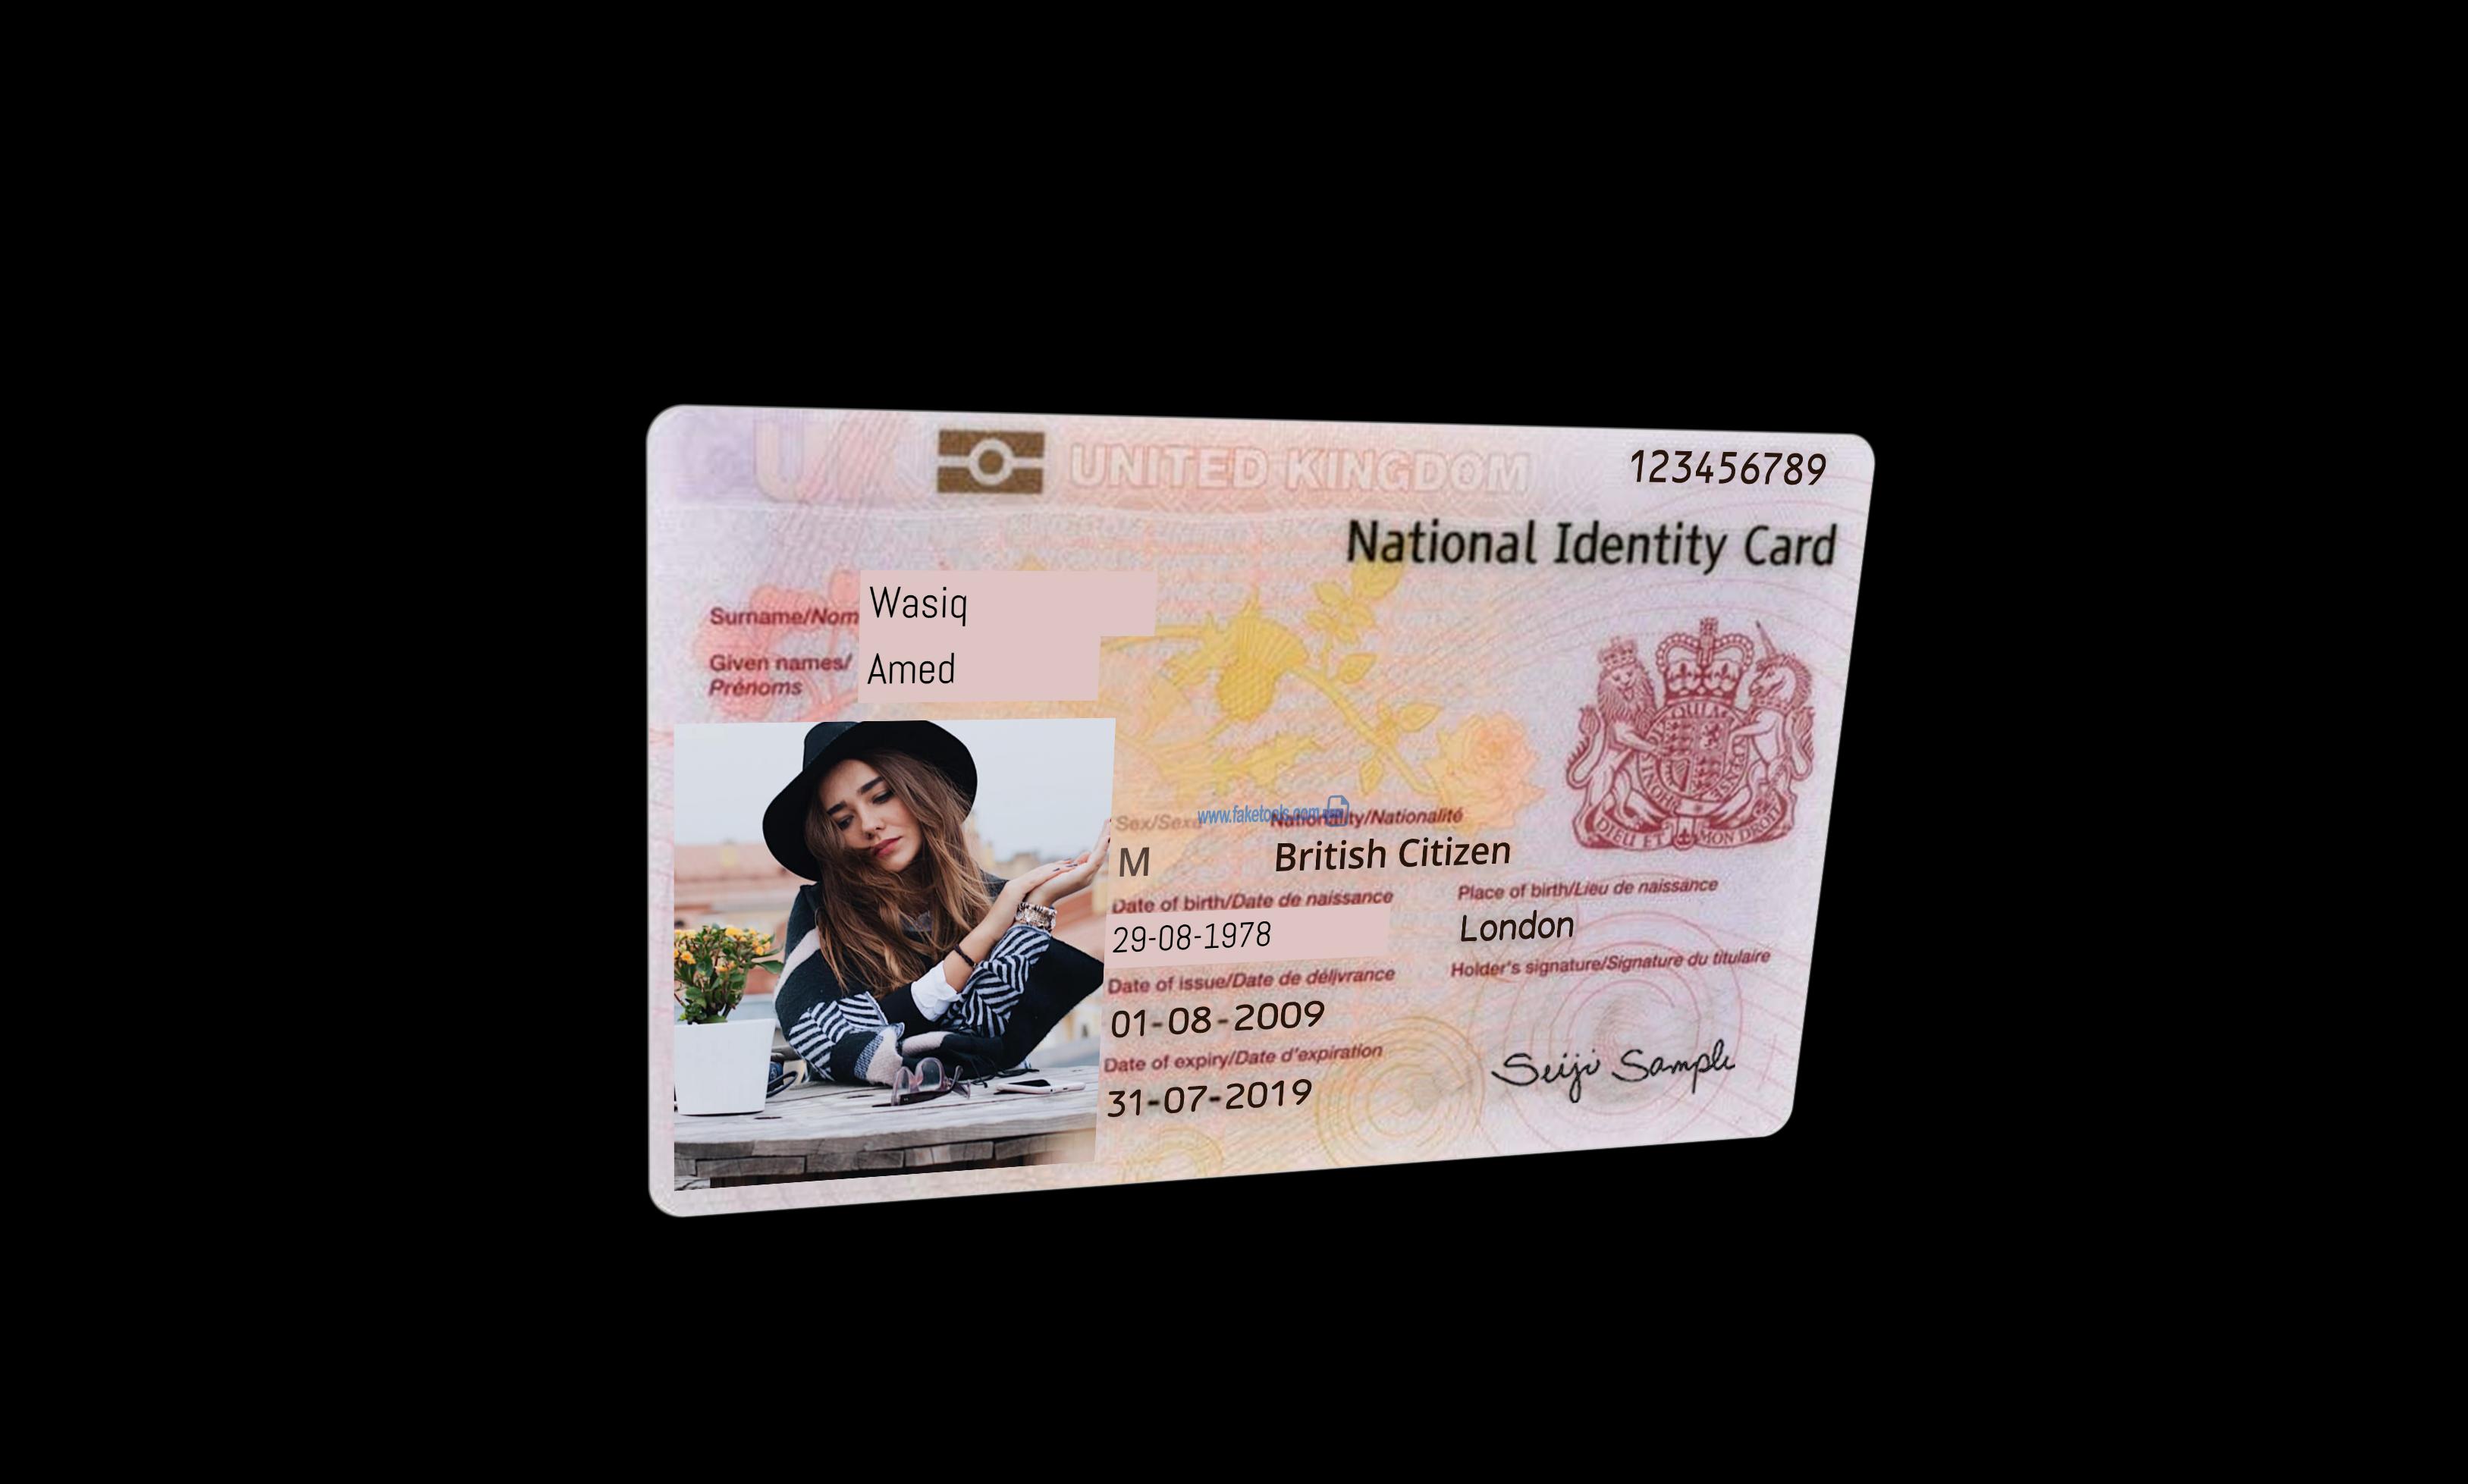 UK
UNITED KINGDOM
123456789
National Identity Card
Surname/Nom
Wasiq
Given names/
Prénoms
Amed
www.faketools.com
Sex/Sexe
Nationality/Nationalité
M
British Citizen
Date of birth/Date de naissance
Place of birth/Lieu de naissance
29-08-1978
London
Date of issue/Date de délivrance
Holder's signature/Signature du titulaire
01-08-2009
Date of expiry/Date d'expiration
Seiji Sample
31-07-2019
DIEU ET MON DROIT